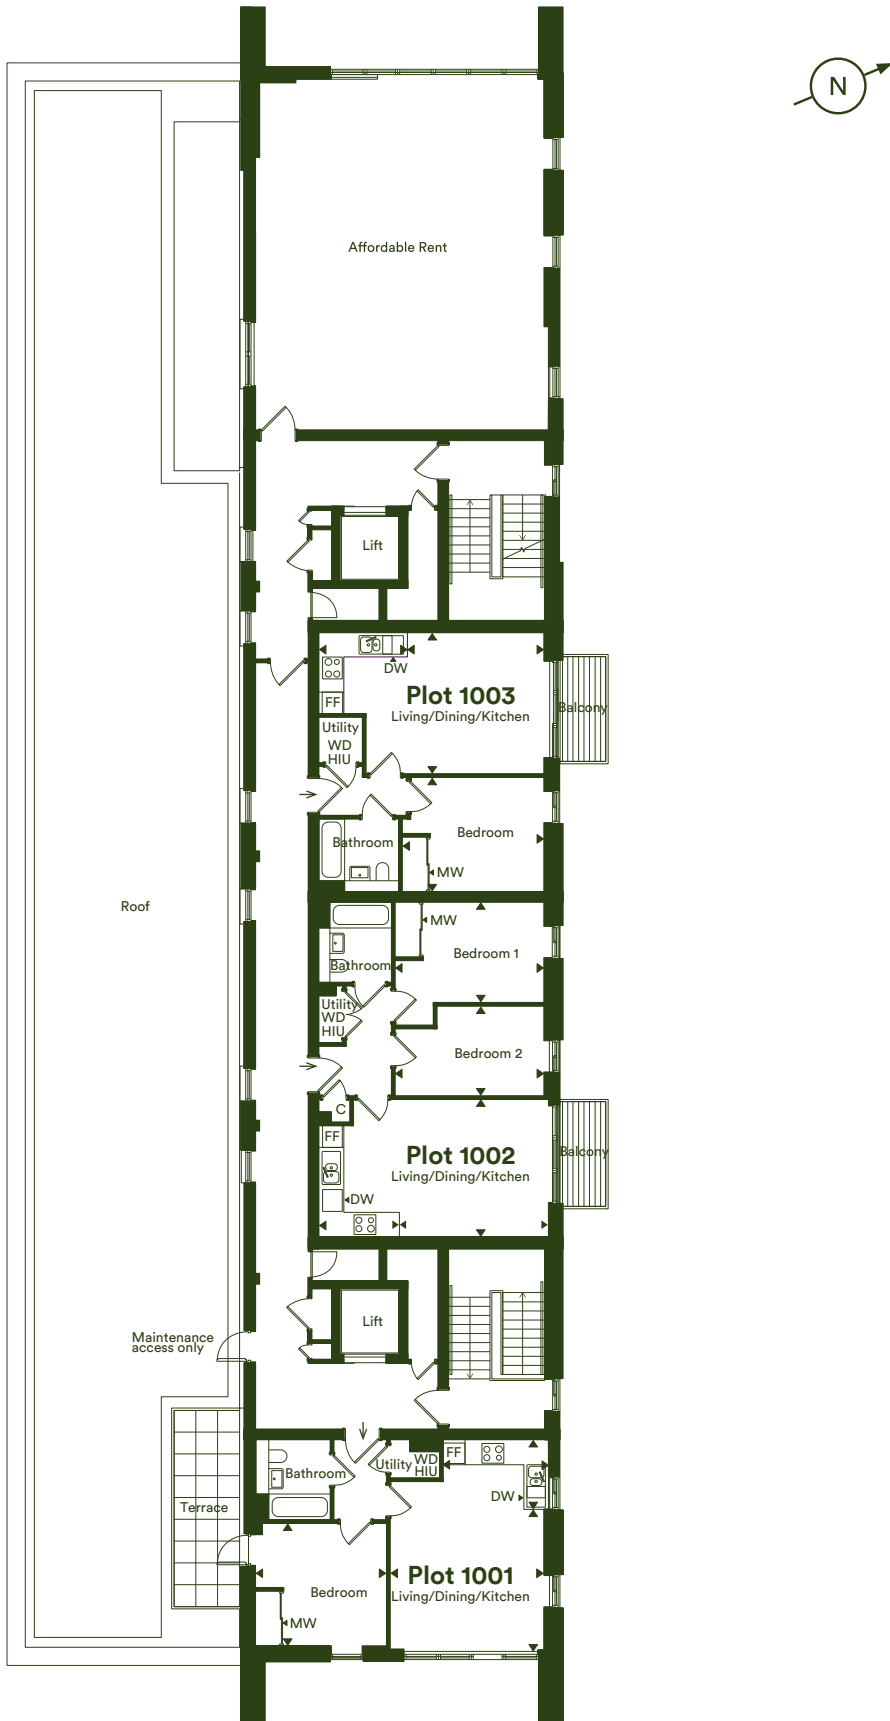 N
Affordable Rent
Lift
DW
Plot 1003
FF
Living/Dining/Kitchen
Balcony
Utility
WD
HIU
Bedroom
Bathroom
MW
Roof
MW
Bedroom 1
Bathroom
Utility
WD
HIU
Bedroom 2
C
FF
Plot 1002
Balcony
Living/Dining/Kitchen
DW
Lift
Maintenance
access only
FF
Utility
WD
HIU
Bathroom
DW
Terrace
Plot 1001
Bedroom
Living/Dining/Kitchen
MW